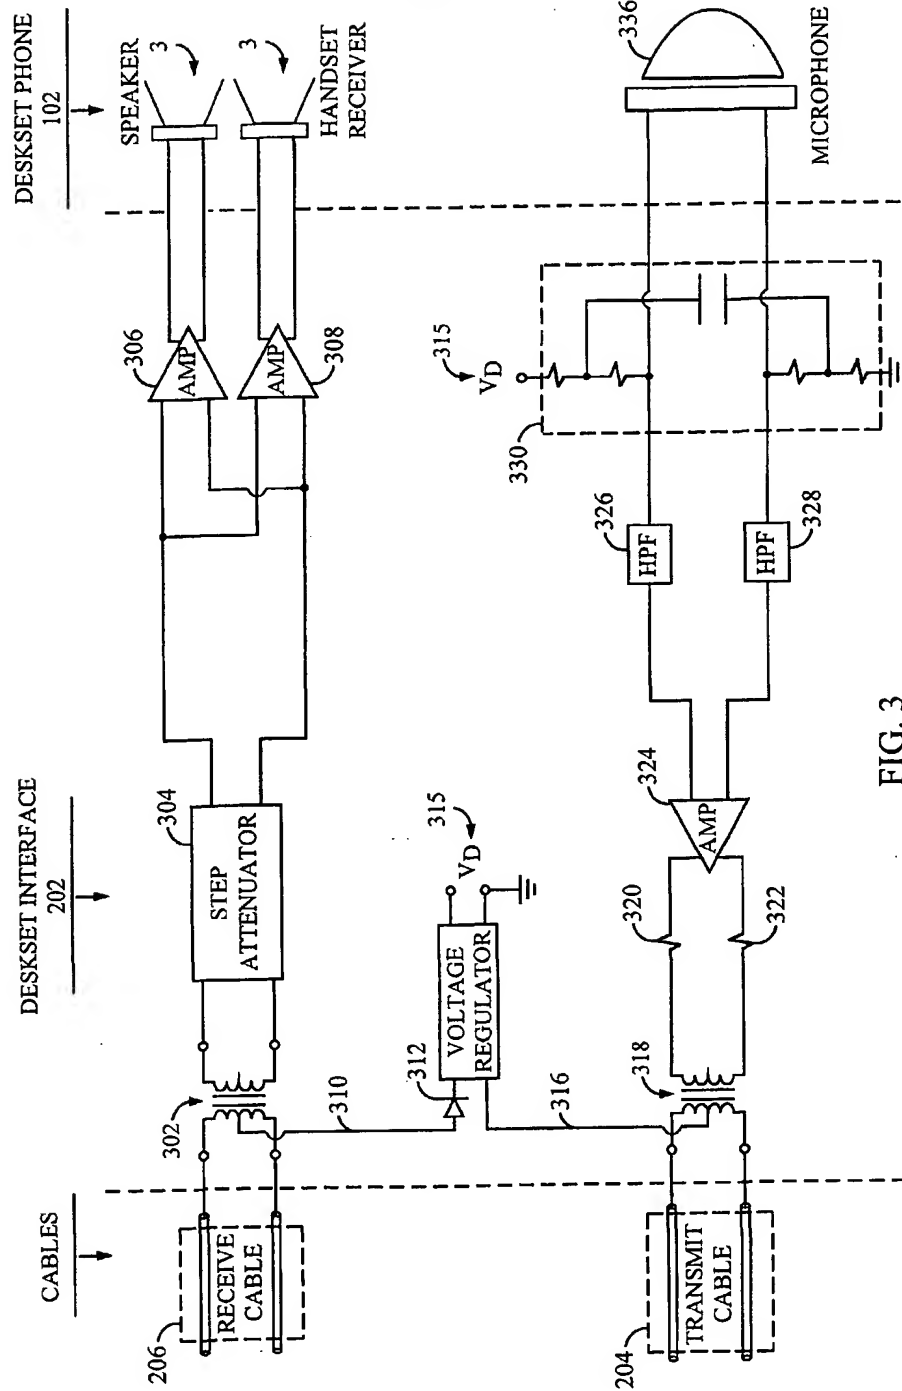 CABLES
DESKSET INTERFACE
202
DESKSET PHONE
102
206
RECEIVE
CABLE
302
304
STEP
ATTENUATOR
306
AMP
308
AMP
SPEAKER
3
3
HANDSET
RECEIVER
310
312
VOLTAGE
REGULATOR
VD
315
316
204
TRANSMIT
CABLE
318
320
322
324
AMP
326
HPF
328
HPF
330
VD
315
336
MICROPHONE
FIG. 3